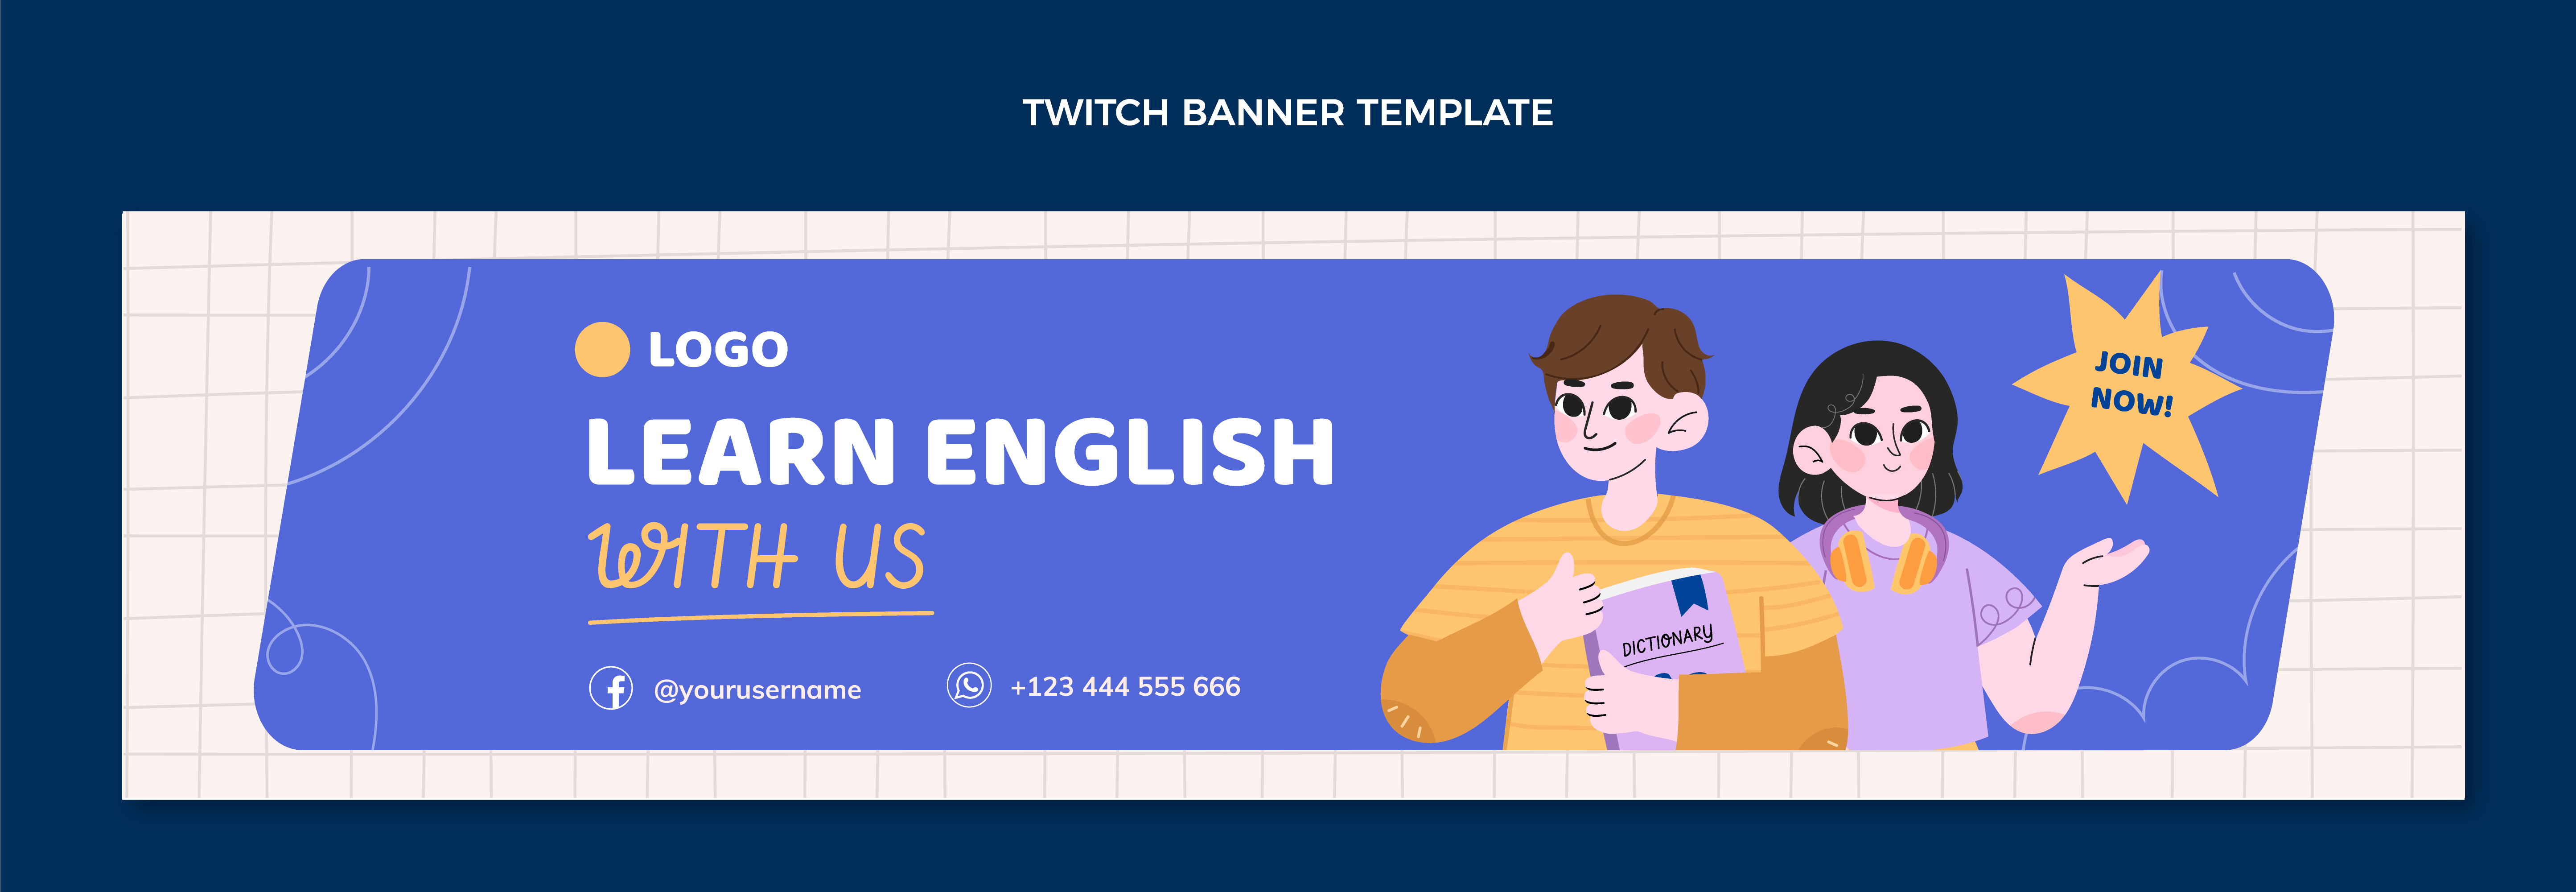 TWITCH BANNER TEMPLATE
LOGO
LEARN ENGLISH
WITH US
@yourusername
+123 444 555 666
DICTIONARY
JOIN
NOW!